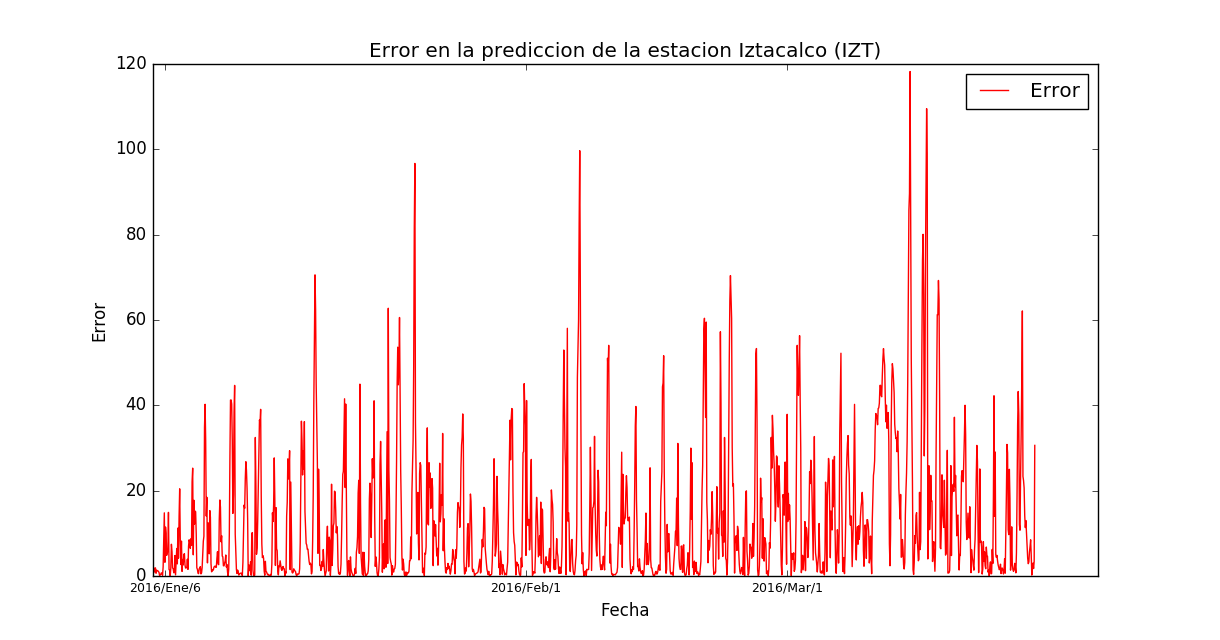 Error en la prediccion de la estacion Iztacalco (IZT)
120
100
80
60
40
20
0
Error
Error
2016/Ene/6
2016/Feb/1
2016/Mar/1
Fecha